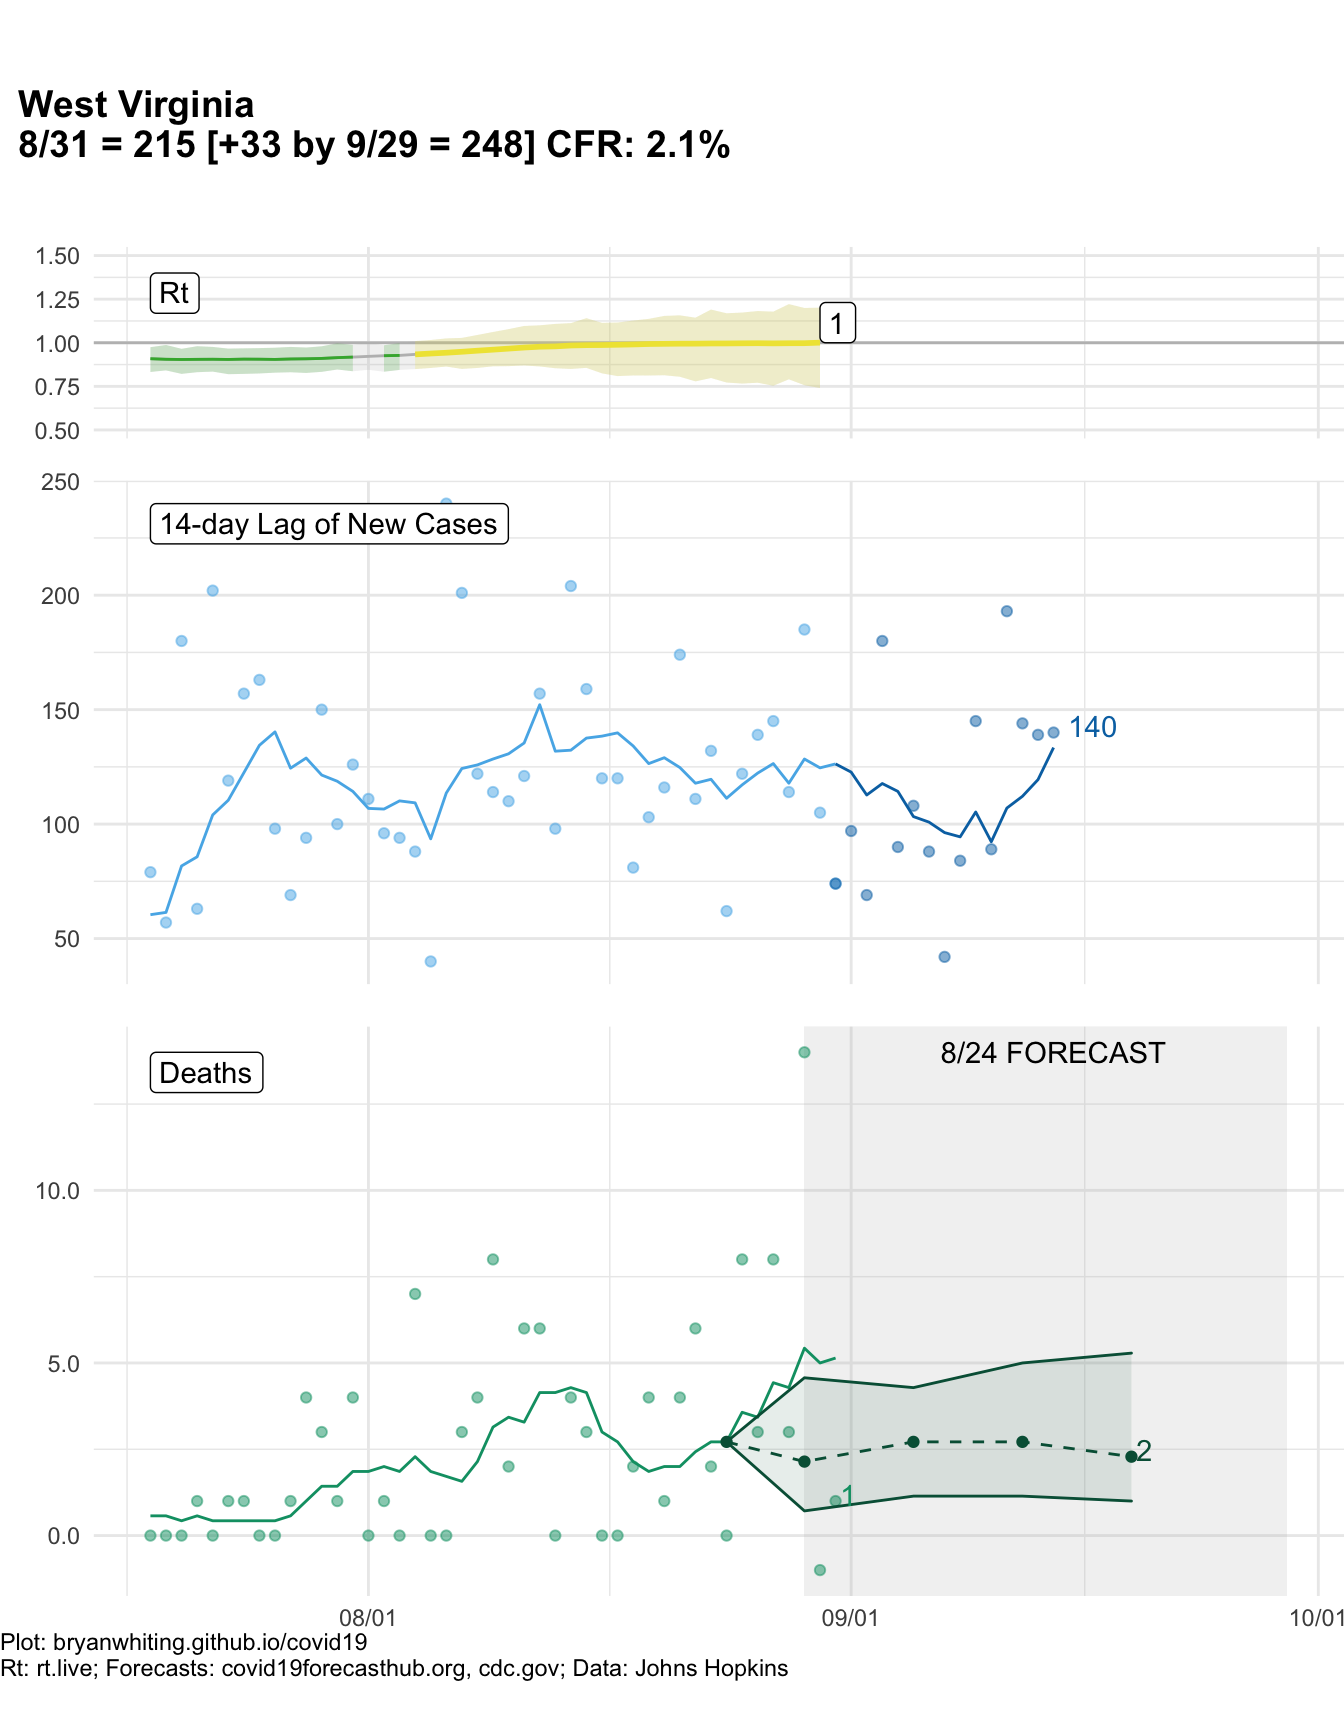 West Virginia
8/31 = 215 [+33 by 9/29 = 248] CFR: 2.1%
1.50
1.25
1.00
0.75
0.50
Rt
1
250
200
150
100
50
14-day Lag of New Cases
140
Deaths
8/24 FORECAST
10.0
5.0
0.0
2
1
08/01
09/01
10/01
Plot: bryanwhiting.github.io/covid19
Rt: rt.live; Forecasts: covid19forecasthub.org, cdc.gov; Data: Johns Hopkins